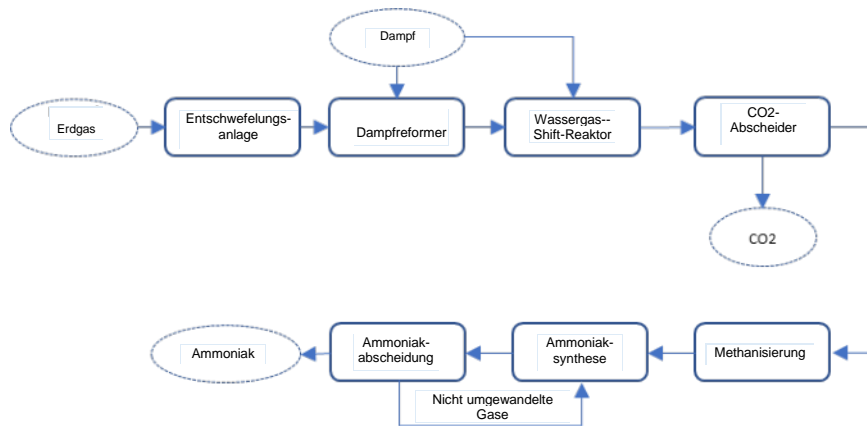 Dampf
Erdgas
Entschwefelungs-
anlage
Dampfreformer
Wassergas--
Shift-Reaktor
CO2-
Abscheider
CO2
Ammoniak
Ammoniak-
abscheidung
Ammoniak-
synthese
Methanisierung
Nicht umgewandelte
Gase